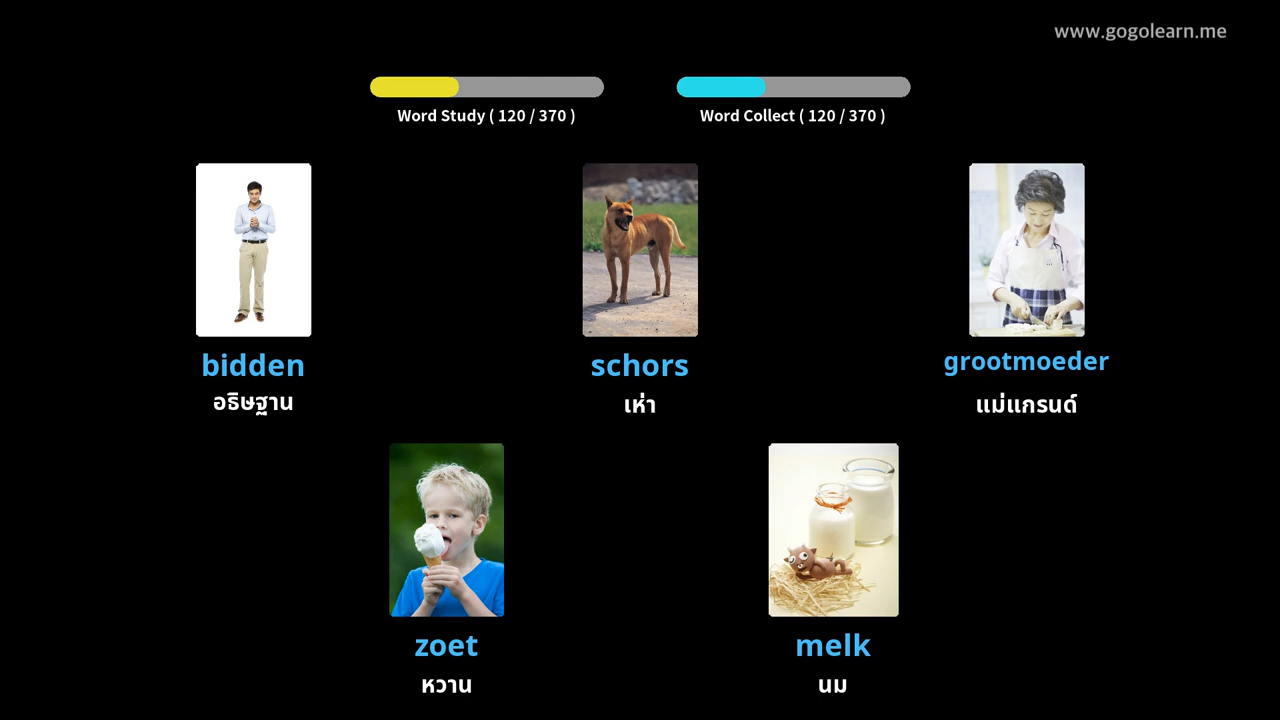 www.gogolearn.me
Word Study ( 120 / 370 )
Word Collect ( 120 / 370 )
bidden
schors
grootmoeder
อธิษฐาน
เห่า
แม่แกรนด์
zoet
melk
หวาน
นม